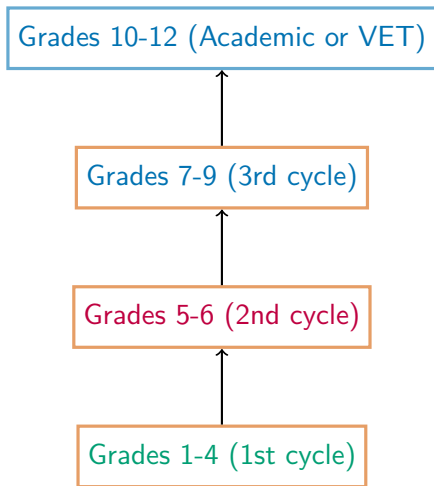 Grades 10-12 (Academic or VET)
Grades 7-9 (3rd cycle)
Grades 5-6 (2nd cycle)
Grades 1-4 (1st cycle)